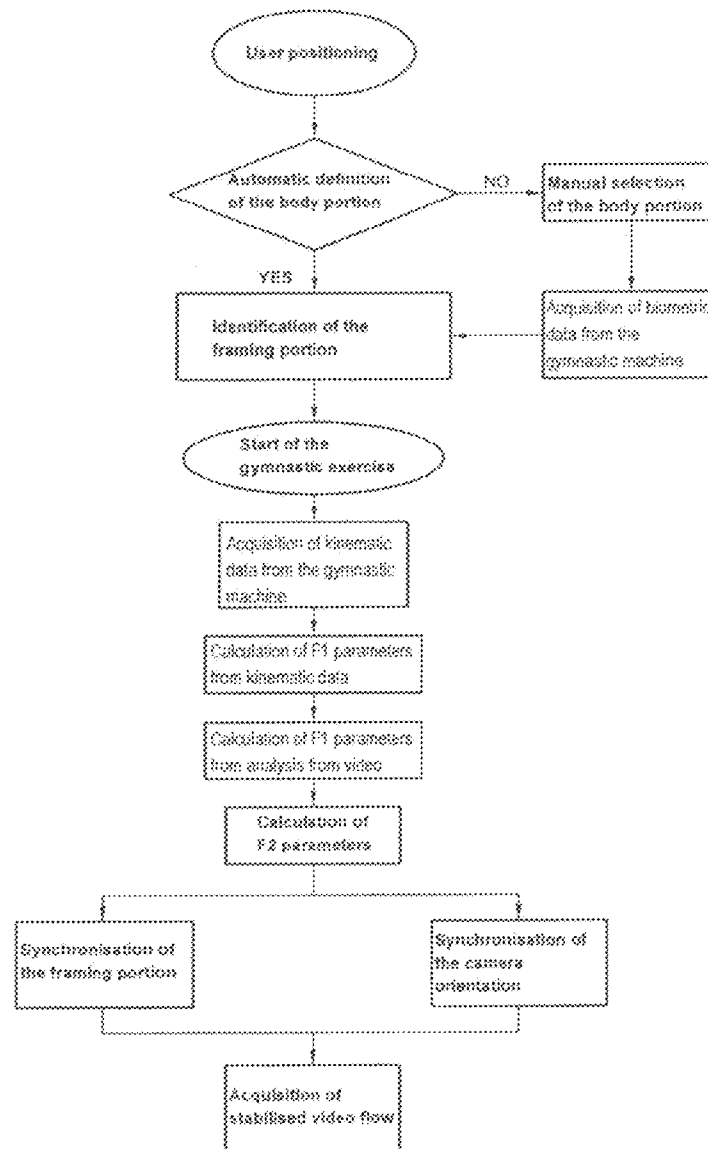 User positioning
Automatic definition
of the body portion
NO
Manual selection
of the body portion
YES
Identification of the
framing portion
Acquisition of biometric
data from the
gymnastic machine
Start of the
gymnastic exercise
Acquisition of kinematic
data from the gymnastic
machine
Calculation of F1 parameters
from kinematic data
Calculation of F1 parameters
from analysis from video
Calculation of
F2 parameters
Synchronisation of
the framing portion
Synchronisation of
the camera
orientation
Acquisition of
stabilised video flow